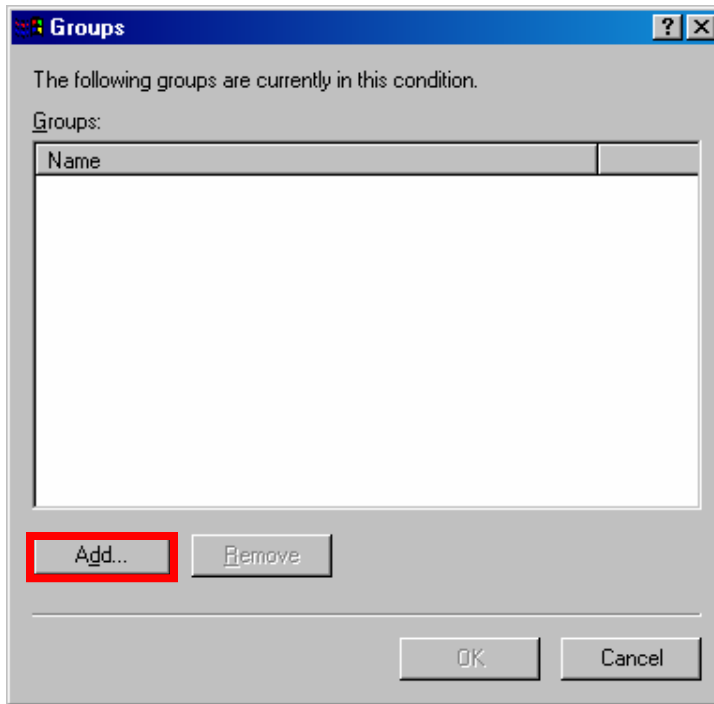 Groups
The following groups are currently in this condition.
Groups:
Name
Add... Remove
OK Cancel